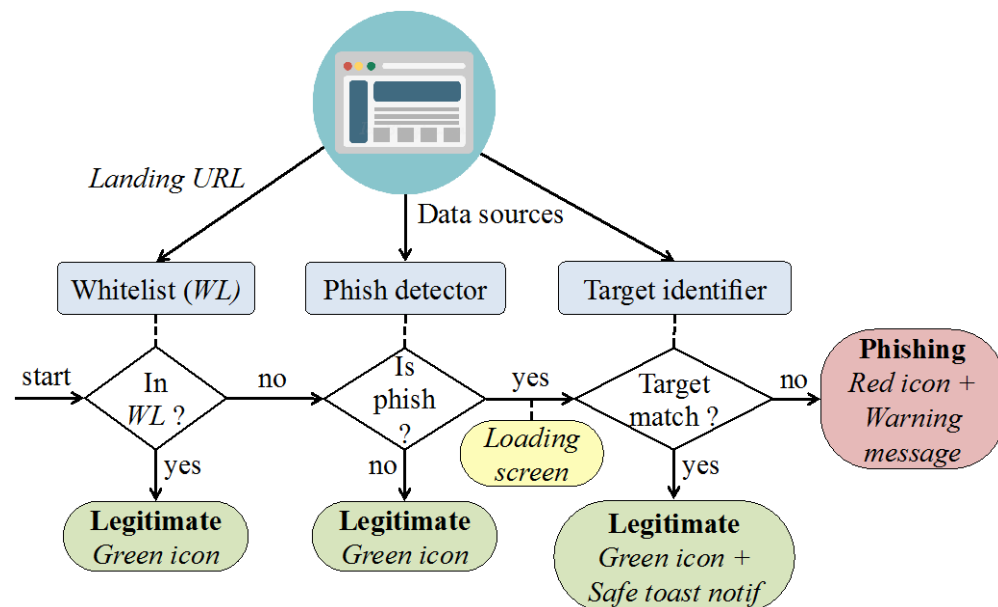 Landing URL
Data sources
Whitelist (WL)
Phish detector
Target identifier
start
In
WL ?
no
Is
phish
?
yes
Target
match ?
no
Phishing
Red icon +
Warning
message
Loading
screen
yes
no
yes
Legitimate
Green icon
Legitimate
Green icon
Legitimate
Green icon +
Safe toast notif